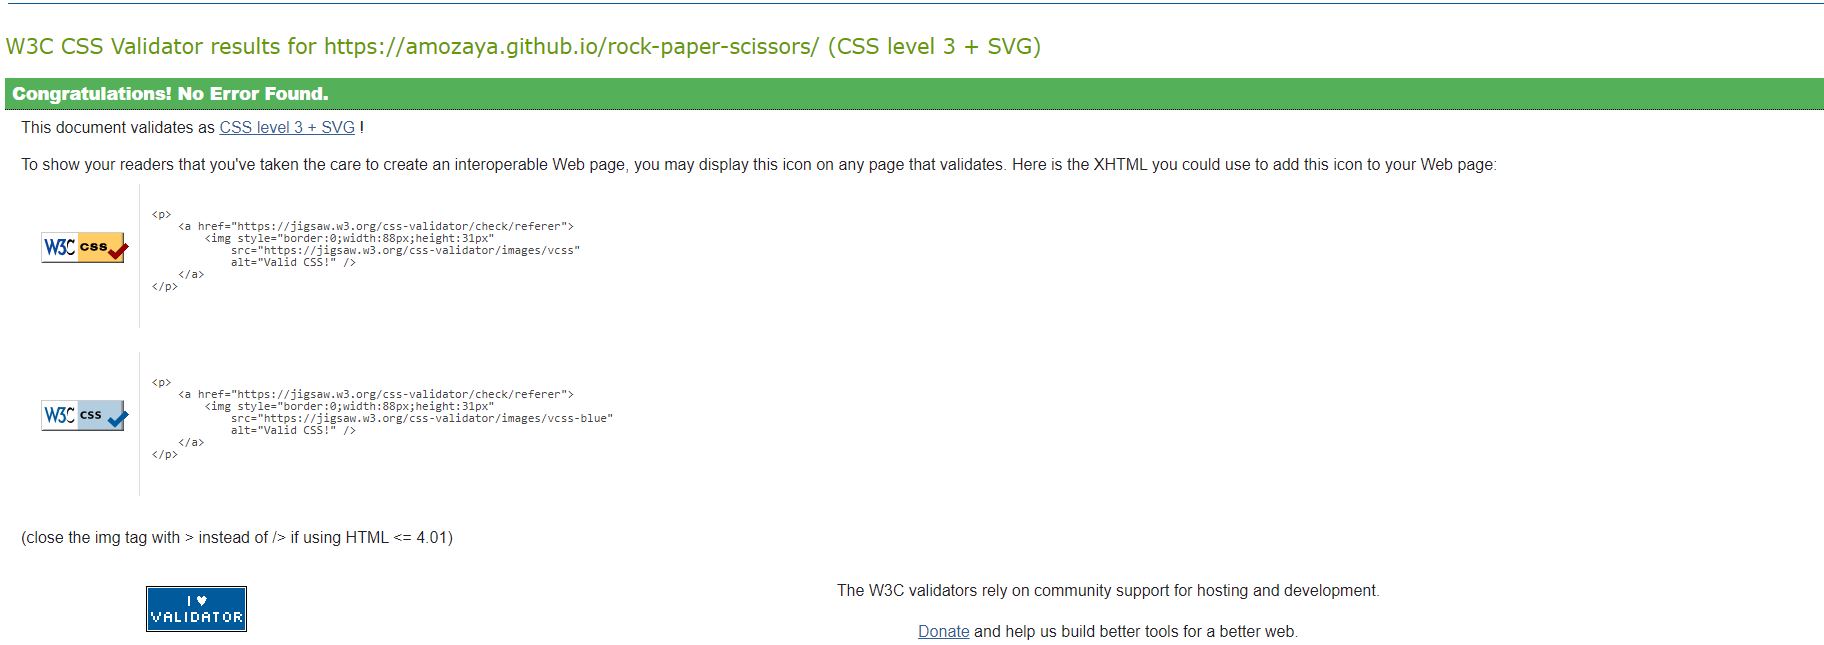 W3C CSS Validator results for https://amozaya.github.io/rock-paper-scissors/ (CSS level 3 + SVG)
Congratulations! No Error Found.
This document validates as CSS level 3 + SVG !
To show your readers that you've taken the care to create an interoperable Web page, you may display this icon on any page that validates. Here is the XHTML you could use to add this icon to your Web page:
W3C css
<p>
<a href="https://jigsaw.w3.org/css-validator/check/referer">
<img style="border:0;width:88px;height:31px"
src="https://jigsaw.w3.org/css-validator/images/vcss"
alt="Valid CSS!" />
</a>
</p>
W3C css
<p>
<a href="https://jigsaw.w3.org/css-validator/check/referer">
<img style="border:0;width:88px;height:31px"
src="https://jigsaw.w3.org/css-validator/images/vcss-blue"
alt="Valid CSS!" />
</a>
</p>
(close the img tag with > instead of /> if using HTML <= 4.01)
I ♥
VALIDATOR
The W3C validators rely on community support for hosting and development.
Donate and help us build better tools for a better web.